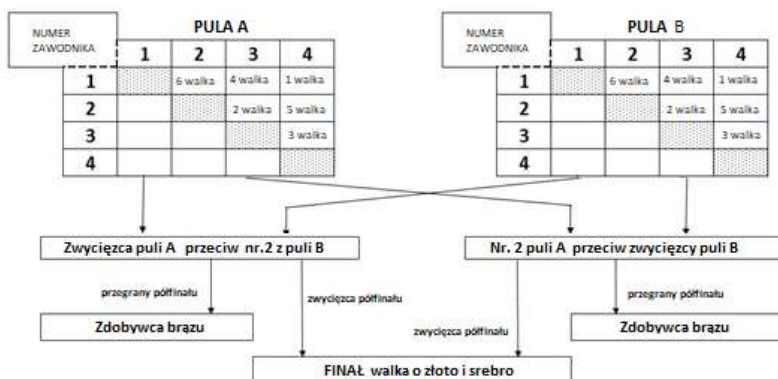 PULA A
NUMER
ZAWODNIKA
1 2 3 4
1 6 walka 4 walka 1 walka
2 2 walka 5 walka
3 3 walka
4
PULA B
NUMER
ZAWODNIKA
1 2 3 4
1 6 walka 4 walka 1 walka
2 2 walka 5 walka
3 3 walka
4
Zwycięzca puli A przeciw nr.2 z puli B
Nr. 2 puli A przeciw zwycięzcy puli B
przegrany półfinału
zwycięzca półfinału
zwycięzca półfinału
przegrany półfinału
Zdobywca brązu
Zdobywca brązu
FINAŁ walka o złoto i srebro